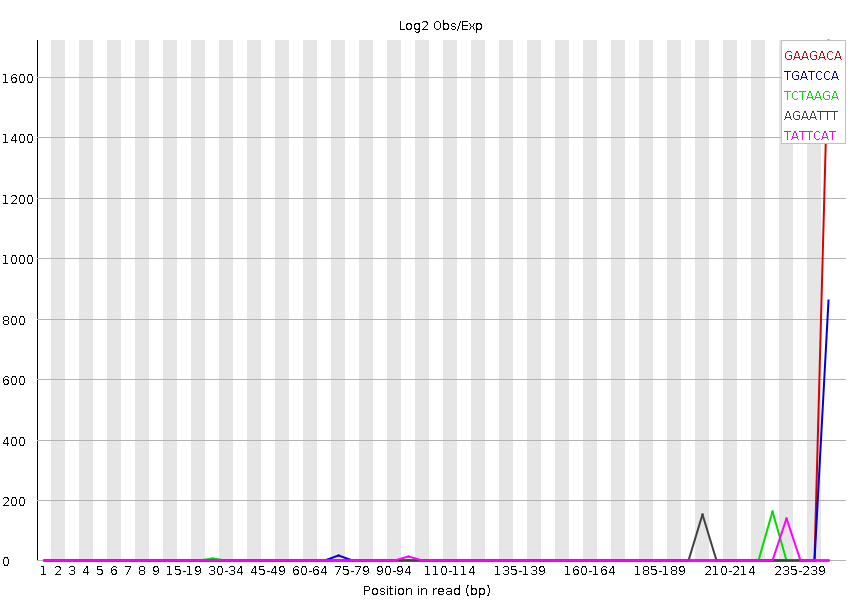 Log2 Obs/Exp
GAAGACA
TGATCCA
TCTAAGA
AGAATTT
TATTCAT
1600
1400
1200
1000
800
600
400
200
0
1 2 3 4 5 6 7 8 9 15-19 30-34 45-49 60-64 75-79 90-94 110-114 135-139 160-164 185-189 210-214 235-239
Position in read (bp)